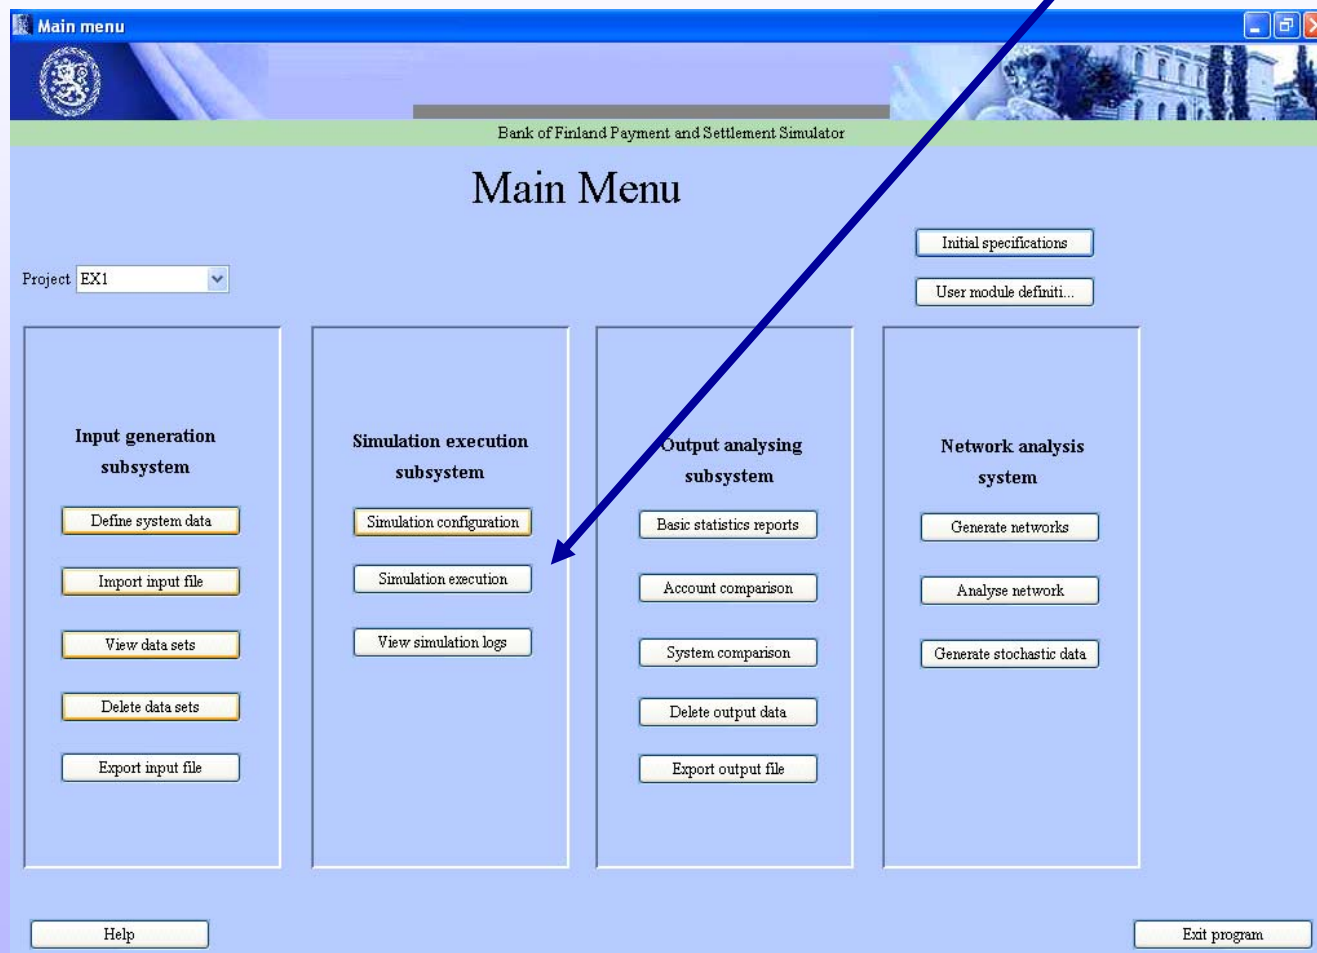 Main menu
Bank of Finland Payment and Settlement Simulator
Main Menu
Initial specifications
Project EX1
User module definiti...
Input generation
subsystem
Define system data
Import input file
View data sets
Delete data sets
Export input file
Simulation execution
subsystem
Simulation configuration
Simulation execution
View simulation logs
Output analysing
subsystem
Basic statistics reports
Account comparison
System comparison
Delete output data
Export output file
Network analysis
system
Generate networks
Analyse network
Generate stochastic data
Help
Exit program